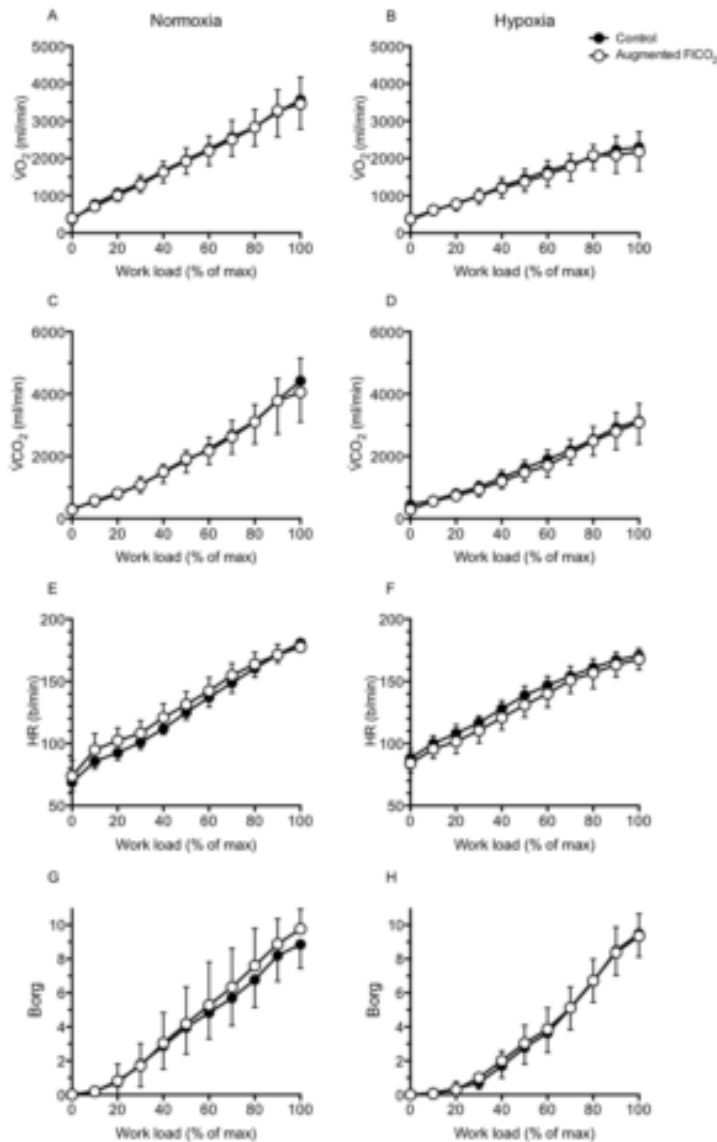 A Normoxia
B Hypoxia
Control
Augmented FICO₂
V̇O₂ (ml/min)
5000
4000
3000
2000
1000
0
0 20 40 60 80 100
Work load (% of max)
V̇O₂ (ml/min)
5000
4000
3000
2000
1000
0
0 20 40 60 80 100
Work load (% of max)
C
V̇CO₂ (ml/min)
6000
4000
2000
0
0 20 40 60 80 100
Work load (% of max)
D
V̇CO₂ (ml/min)
6000
4000
2000
0
0 20 40 60 80 100
Work load (% of max)
E
HR (b/min)
200
150
100
50
0 20 40 60 80 100
Work load (% of max)
F
HR (b/min)
200
150
100
50
0 20 40 60 80 100
Work load (% of max)
G
Borg
10
8
6
4
2
0
0 20 40 60 80 100
Work load (% of max)
H
Borg
10
8
6
4
2
0
0 20 40 60 80 100
Work load (% of max)